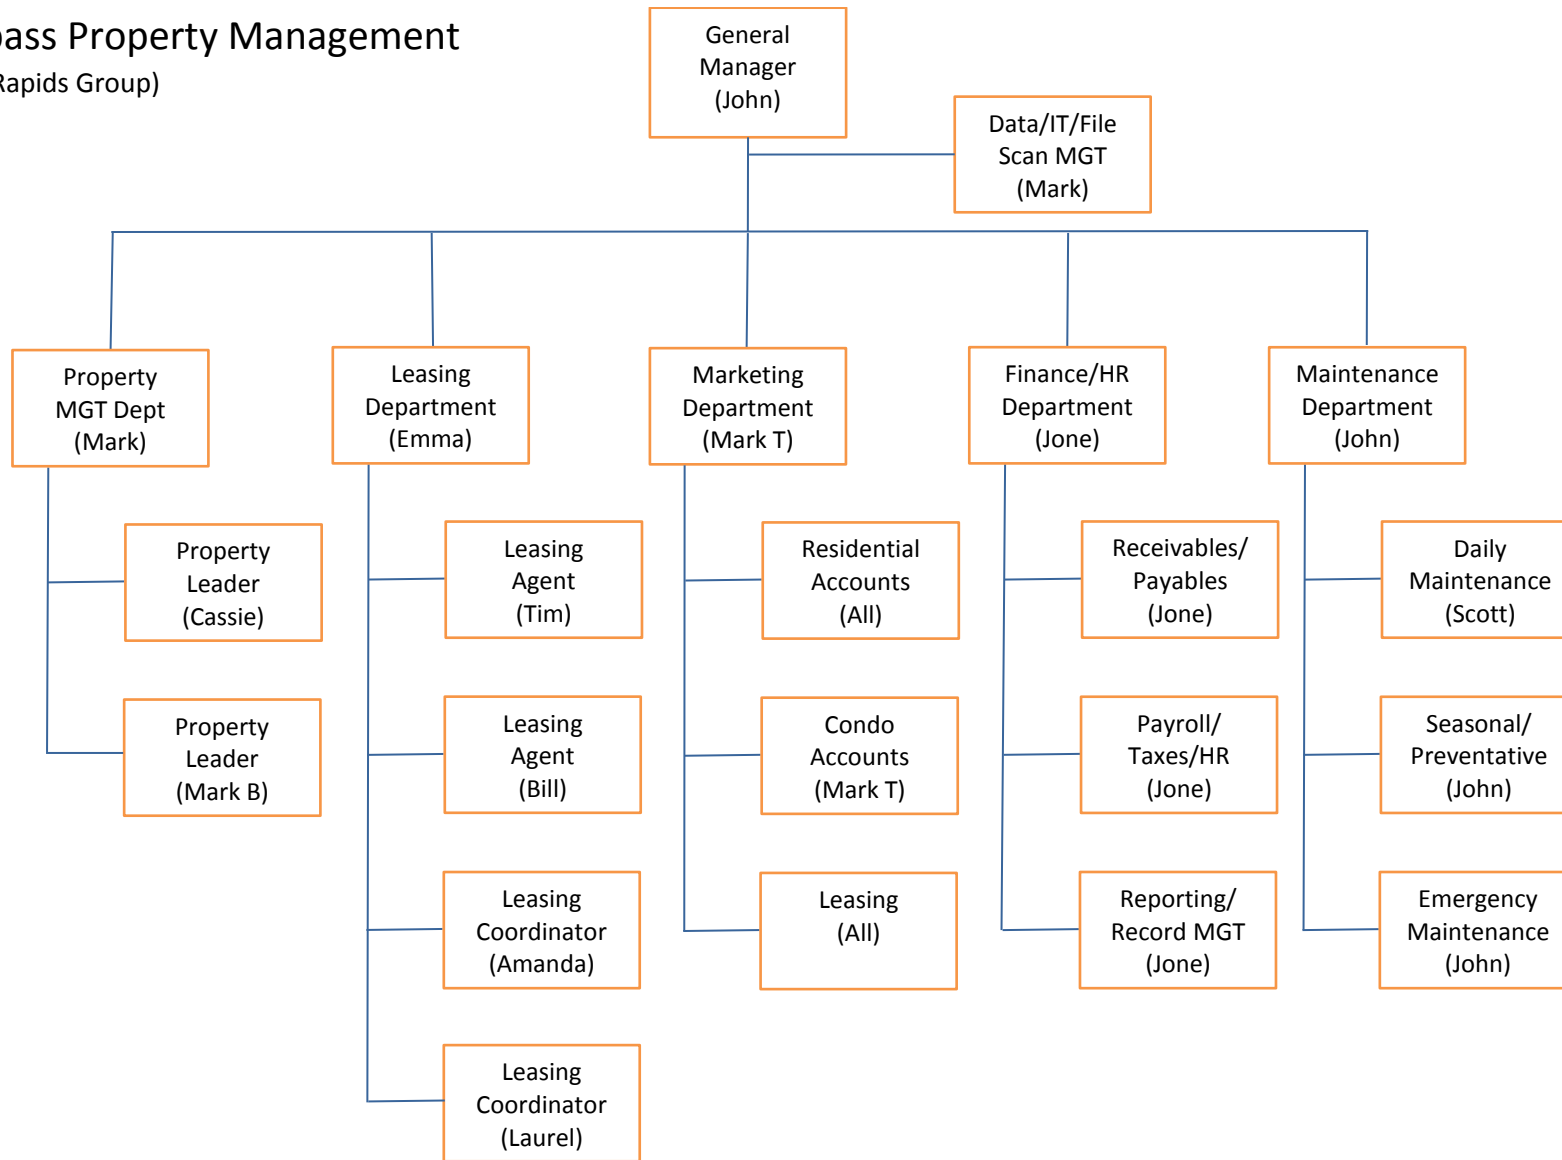 pass Property Management
Rapids Group)
General
Manager
(John)
Data/IT/File
Scan MGT
(Mark)
Property
MGT Dept
(Mark)
Leasing
Department
(Emma)
Marketing
Department
(Mark T)
Finance/HR
Department
(Jone)
Maintenance
Department
(John)
Property
Leader
(Cassie)
Leasing
Agent
(Tim)
Residential
Accounts
(All)
Receivables/
Payables
(Jone)
Daily
Maintenance
(Scott)
Property
Leader
(Mark B)
Leasing
Agent
(Bill)
Condo
Accounts
(Mark T)
Payroll/
Taxes/HR
(Jone)
Seasonal/
Preventative
(John)
Leasing
Coordinator
(Amanda)
Leasing
(All)
Reporting/
Record MGT
(Jone)
Emergency
Maintenance
(John)
Leasing
Coordinator
(Laurel)